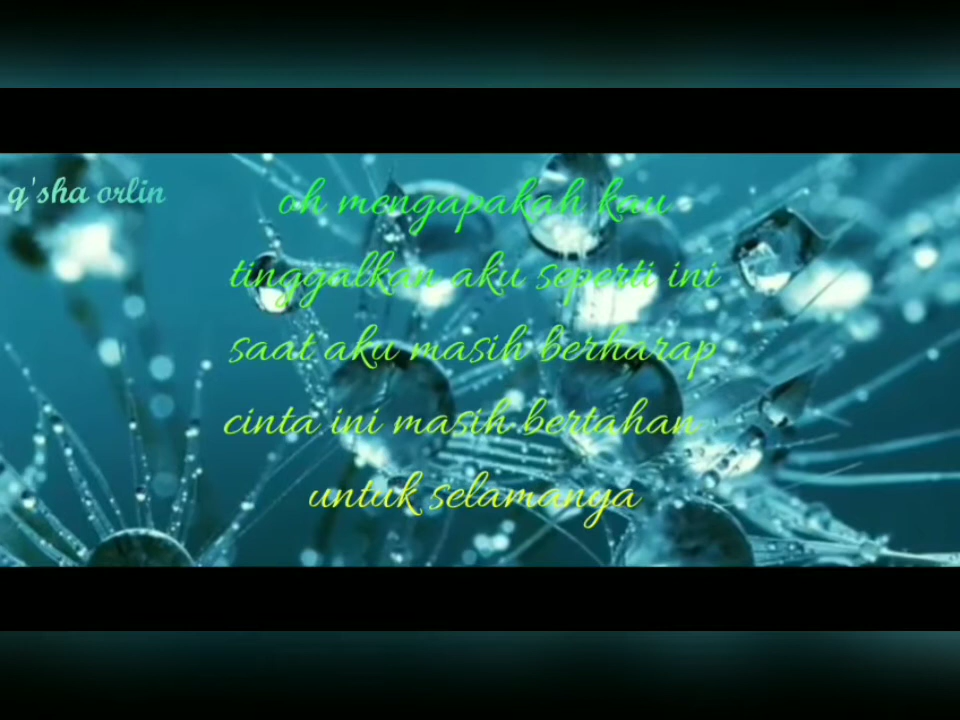 q'sha orlin
oh mengapakah kau
tinggalkan aku seperti ini
saat aku masih berharap
cinta ini masih bertahan
untuk selamanya